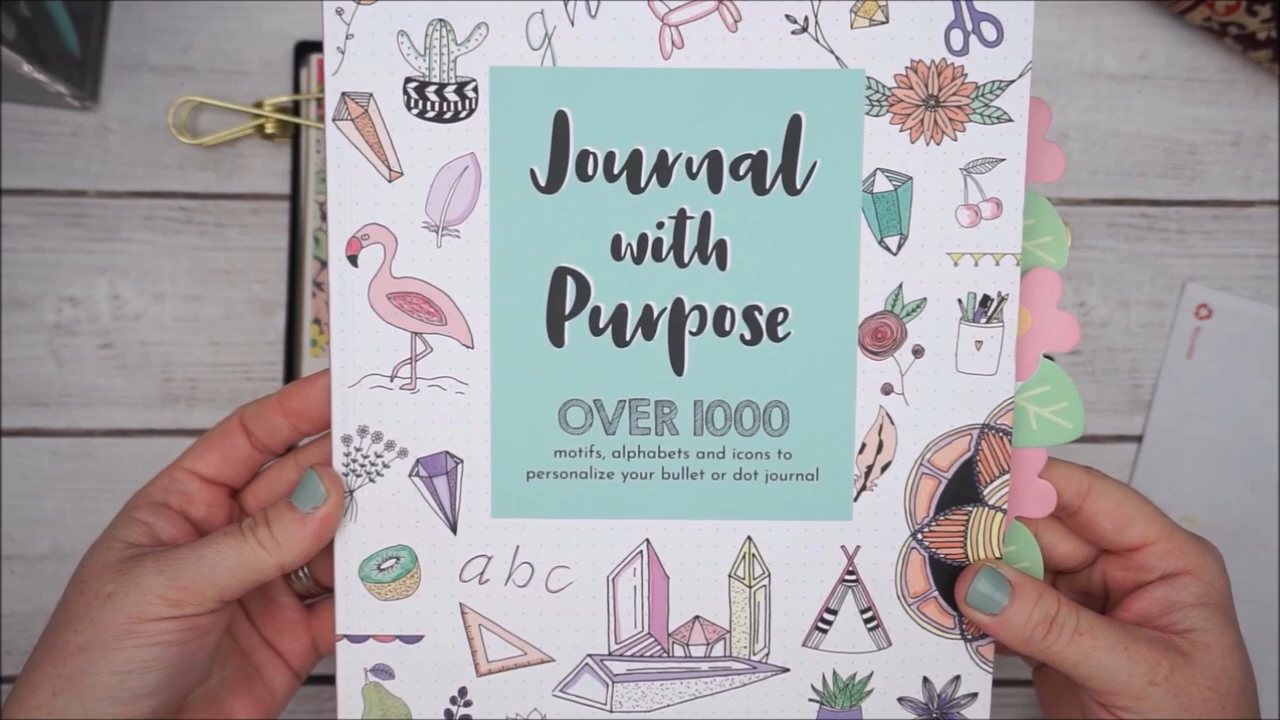 g
Journal
with
Purpose
OVER 1000
motifs, alphabets and icons to
personalize your bullet or dot journal
abc